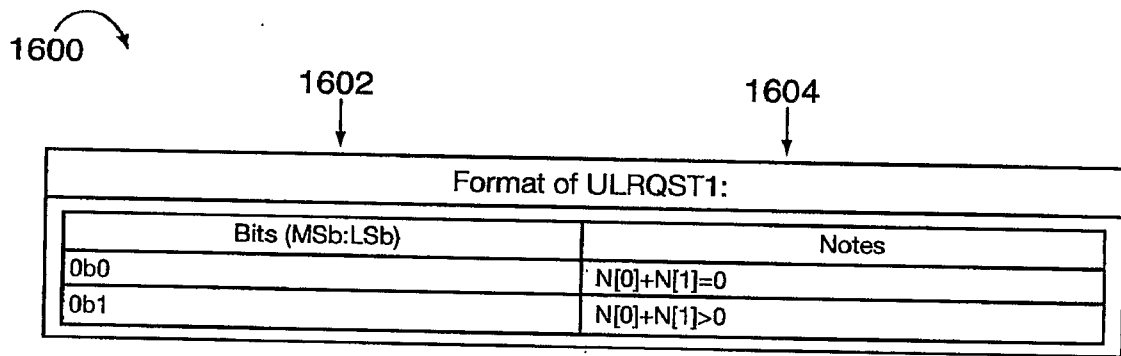 1600
1602
1604
Format of ULRQST1:
Bits (MSb:LSb) Notes
0b0 N[0]+N[1]=0
0b1 N[0]+N[1]>0